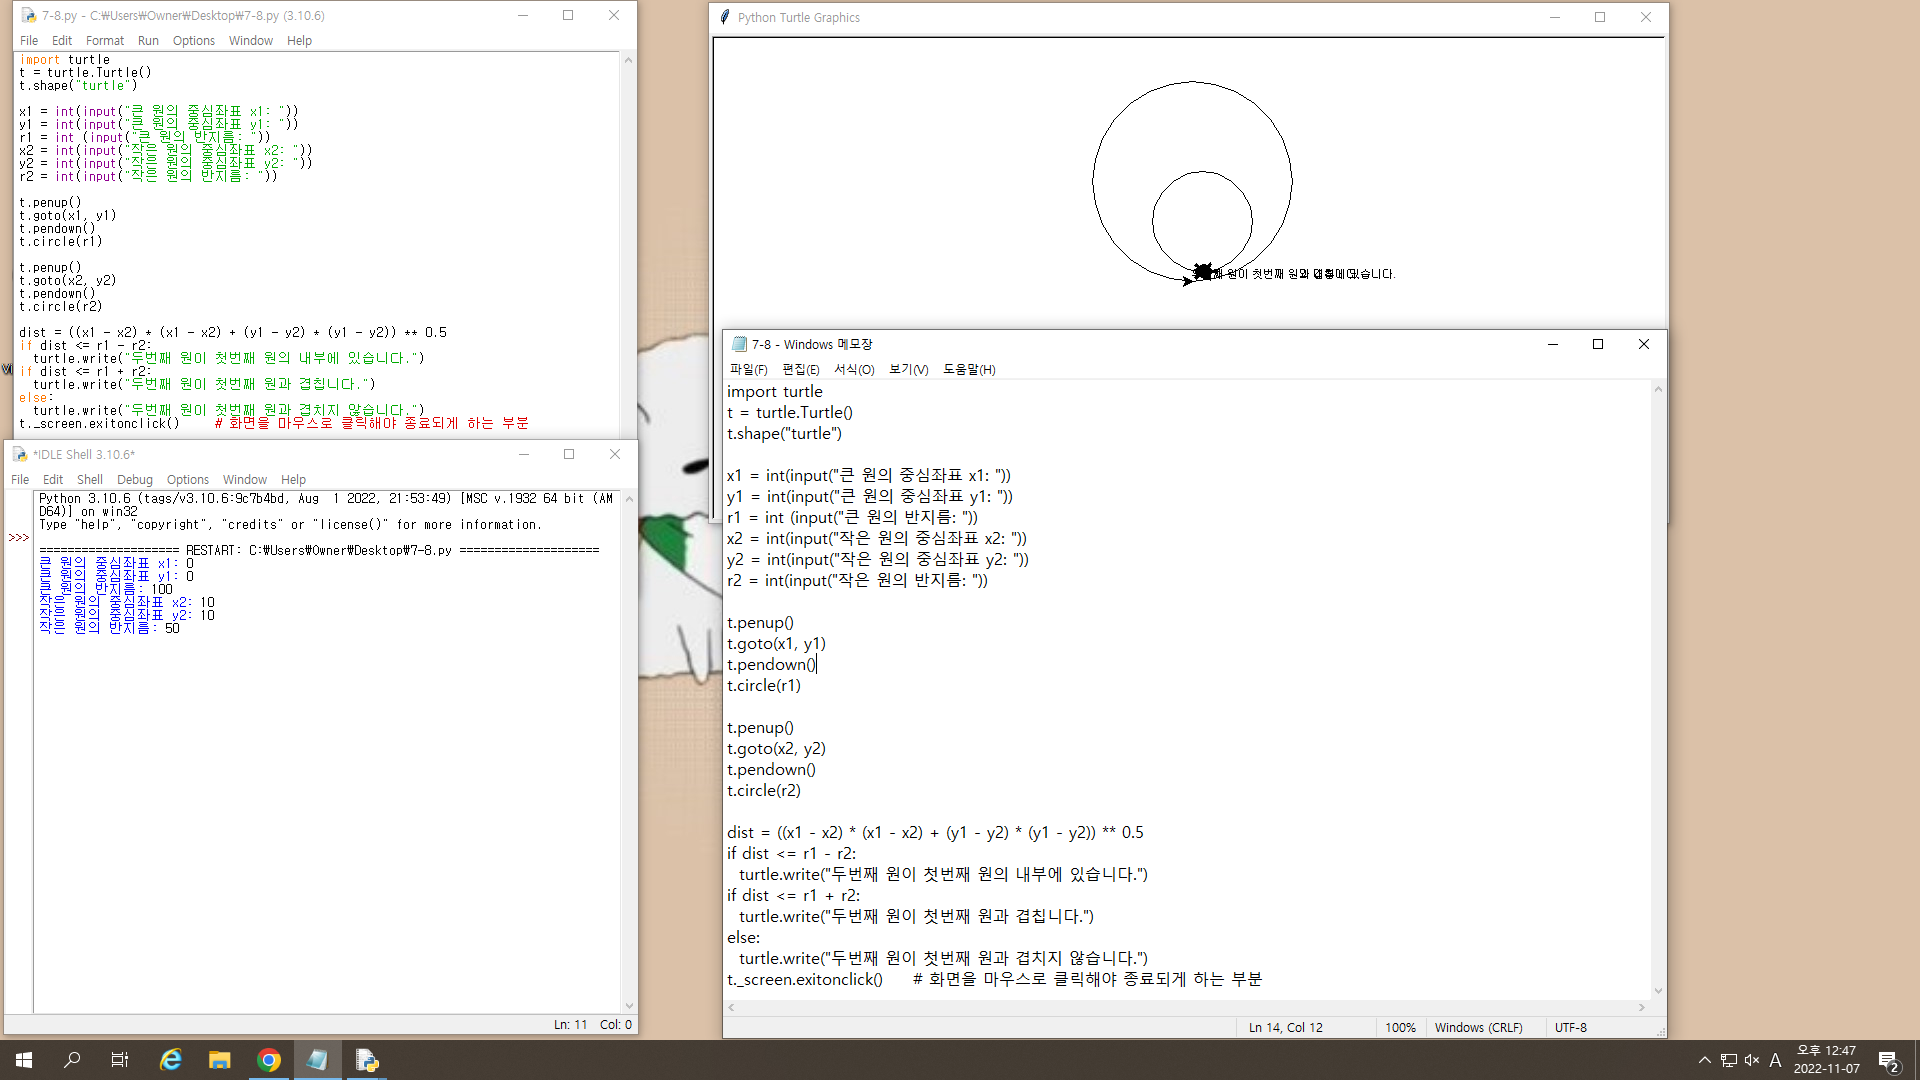 7-8.py - C:₩Users₩Owner₩Desktop₩7-8.py (3.10.6)
File Edit Format Run Options Window Help
import turtle
t = turtle.Turtle()
t.shape("turtle")
x1 = int(input("큰 원의 중심좌표 x1: "))
y1 = int(input("큰 원의 중심좌표 y1: "))
r1 = int (input("큰 원의 반지름: "))
x2 = int(input("작은 원의 중심좌표 x2: "))
y2 = int(input("작은 원의 중심좌표 y2: "))
r2 = int(input("작은 원의 반지름: "))
t.penup()
t.goto(x1, y1)
t.pendown()
t.circle(r1)
t.penup()
t.goto(x2, y2)
t.pendown()
t.circle(r2)
dist = ((x1 - x2) * (x1 - x2) + (y1 - y2) * (y1 - y2)) ** 0.5
if dist <= r1 - r2:
  turtle.write("두번째 원이 첫번째 원의 내부에 있습니다.")
if dist <= r1 + r2:
  turtle.write("두번째 원이 첫번째 원과 겹칩니다.")
else:
  turtle.write("두번째 원이 첫번째 원과 겹치지 않습니다.")
t._screen.exitonclick()     # 화면을 마우스로 클릭해야 종료되게 하는 부분
*IDLE Shell 3.10.6*
File Edit Shell Debug Options Window Help
Python 3.10.6 (tags/v3.10.6:9c7b4bd, Aug  1 2022, 21:53:49) [MSC v.1932 64 bit (AM
D64)] on win32
Type "help", "copyright", "credits" or "license()" for more information.
>>>
==================== RESTART: C:₩Users₩Owner₩Desktop₩7-8.py ====================
큰 원의 중심좌표 x1: 0
큰 원의 중심좌표 y1: 0
큰 원의 반지름: 100
작은 원의 중심좌표 x2: 10
작은 원의 중심좌표 y2: 10
작은 원의 반지름: 50
Ln: 11 Col: 0
Python Turtle Graphics
원이 첫번째 있습니다.
7-8 - Windows 메모장
파일(F) 편집(E) 서식(O) 보기(V) 도움말(H)
import turtle
t = turtle.Turtle()
t.shape("turtle")
x1 = int(input("큰 원의 중심좌표 x1: "))
y1 = int(input("큰 원의 중심좌표 y1: "))
r1 = int (input("큰 원의 반지름: "))
x2 = int(input("작은 원의 중심좌표 x2: "))
y2 = int(input("작은 원의 중심좌표 y2: "))
r2 = int(input("작은 원의 반지름: "))
t.penup()
t.goto(x1, y1)
t.pendown()
t.circle(r1)
t.penup()
t.goto(x2, y2)
t.pendown()
t.circle(r2)
dist = ((x1 - x2) * (x1 - x2) + (y1 - y2) * (y1 - y2)) ** 0.5
if dist <= r1 - r2:
  turtle.write("두번째 원이 첫번째 원의 내부에 있습니다.")
if dist <= r1 + r2:
  turtle.write("두번째 원이 첫번째 원과 겹칩니다.")
else:
  turtle.write("두번째 원이 첫번째 원과 겹치지 않습니다.")
t._screen.exitonclick()     # 화면을 마우스로 클릭해야 종료되게 하는 부분
Ln 14, Col 12 100% Windows (CRLF) UTF-8
A 오후 12:47
2022-11-07 2